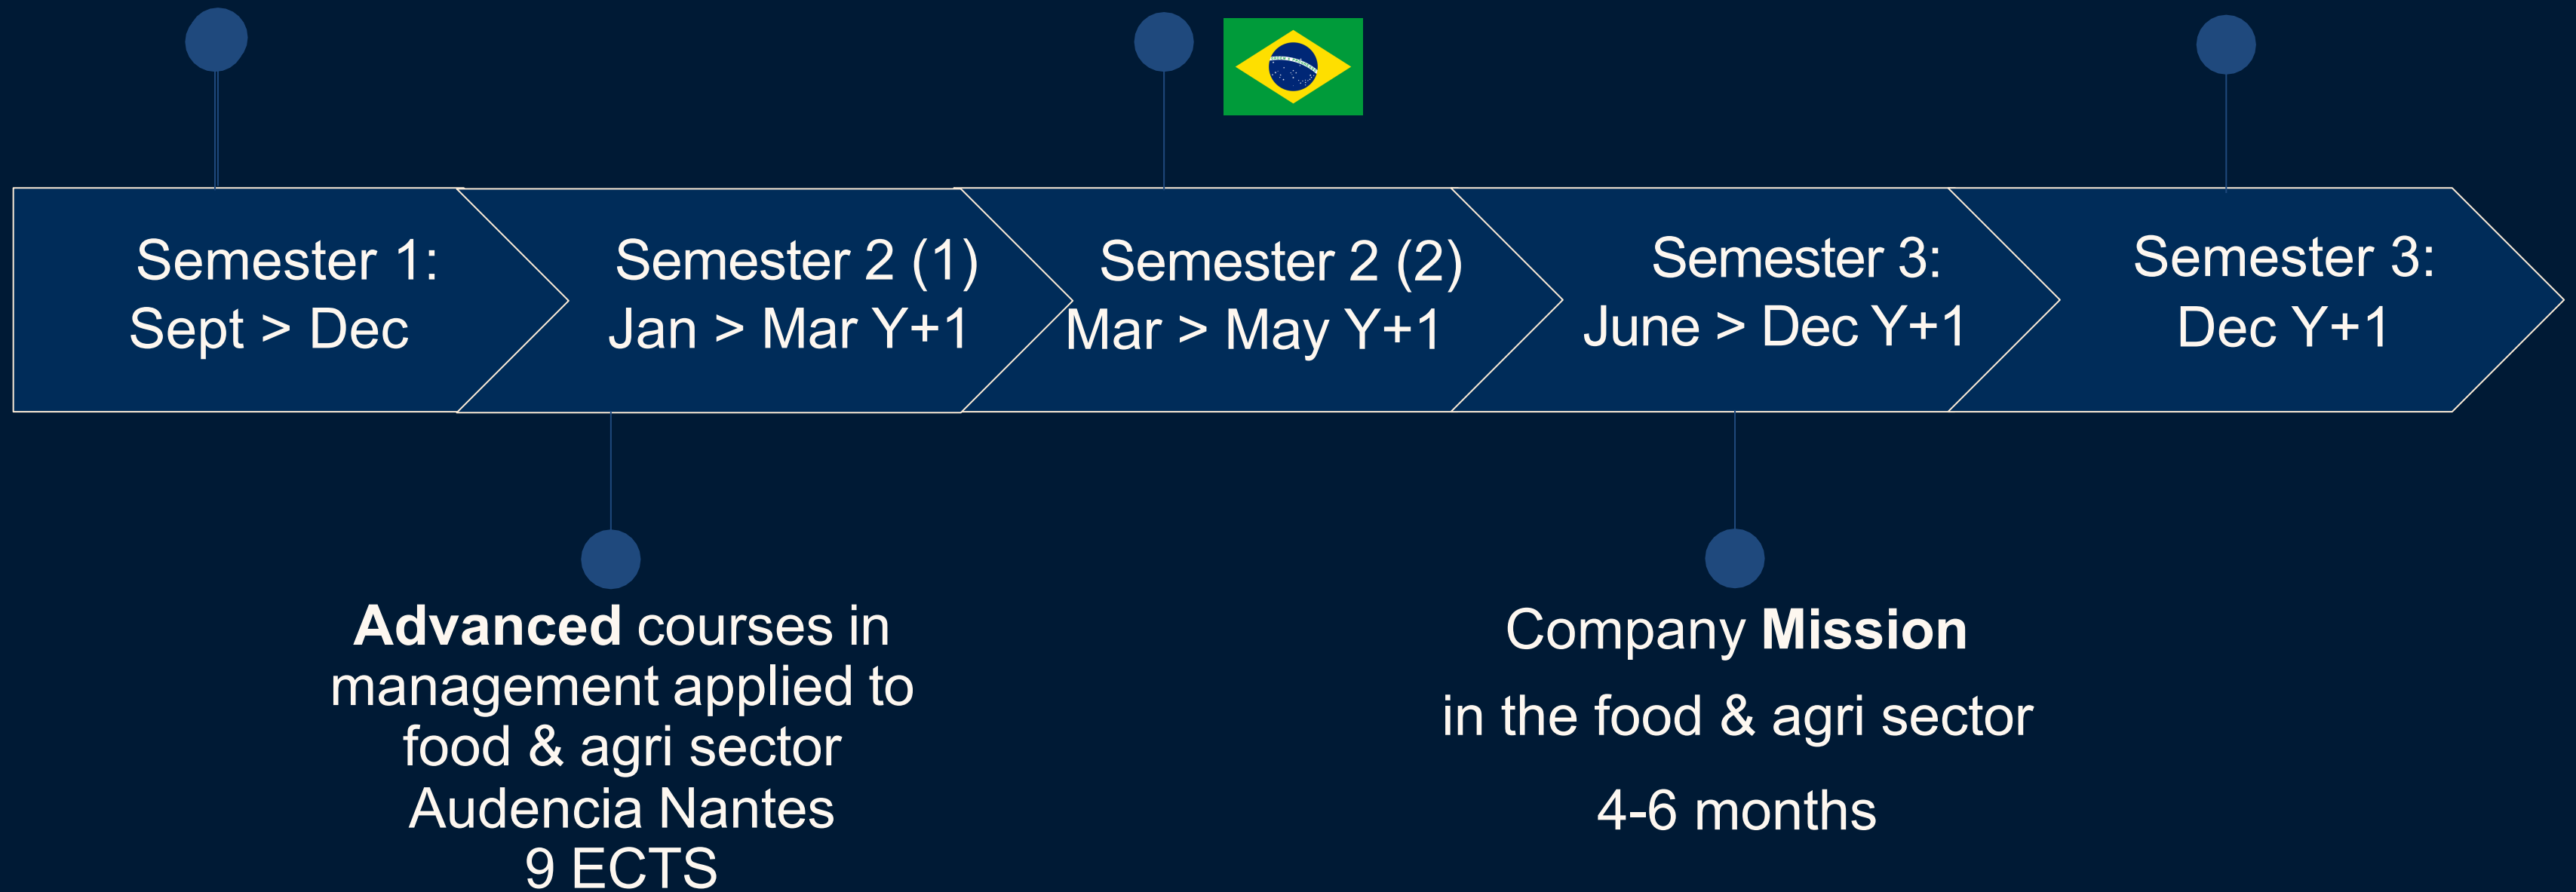 Semester 1:
Sept > Dec
Semester 2 (1)
Jan > Mar Y+1
Semester 2 (2)
Mar > May Y+1
Semester 3:
June > Dec Y+1
Semester 3:
Dec Y+1
Advanced courses in
management applied to
food & agri sector
Audencia Nantes
9 ECTS
Company Mission
in the food & agri sector
4-6 months